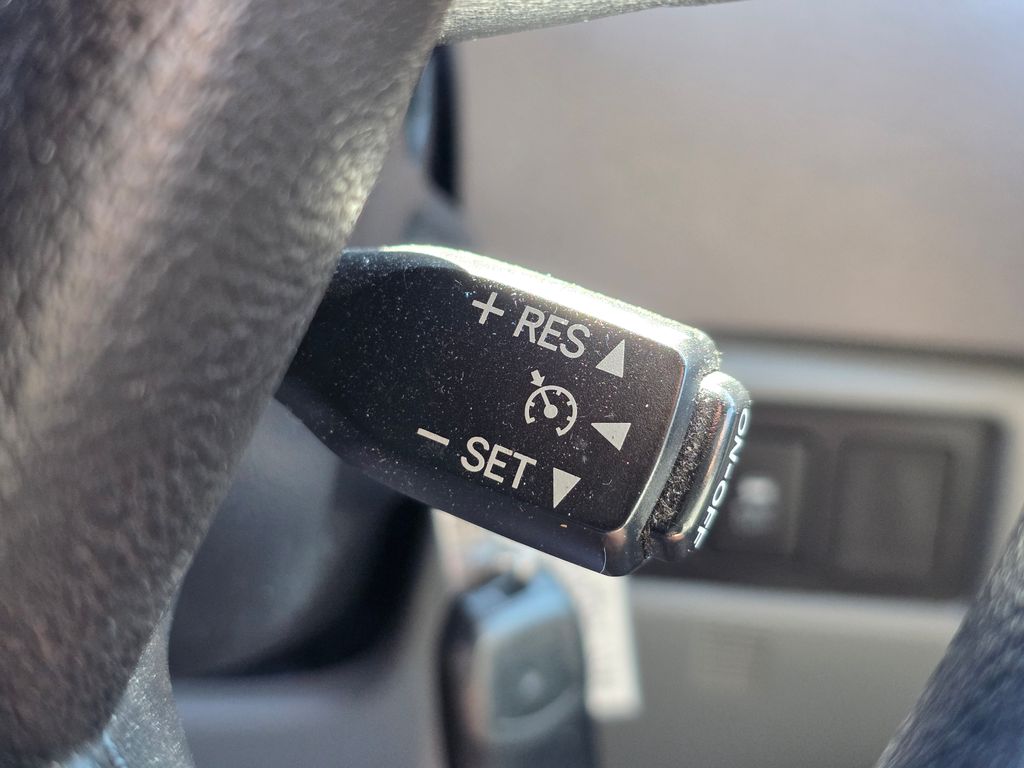 + RES
- SET
ON-OFF